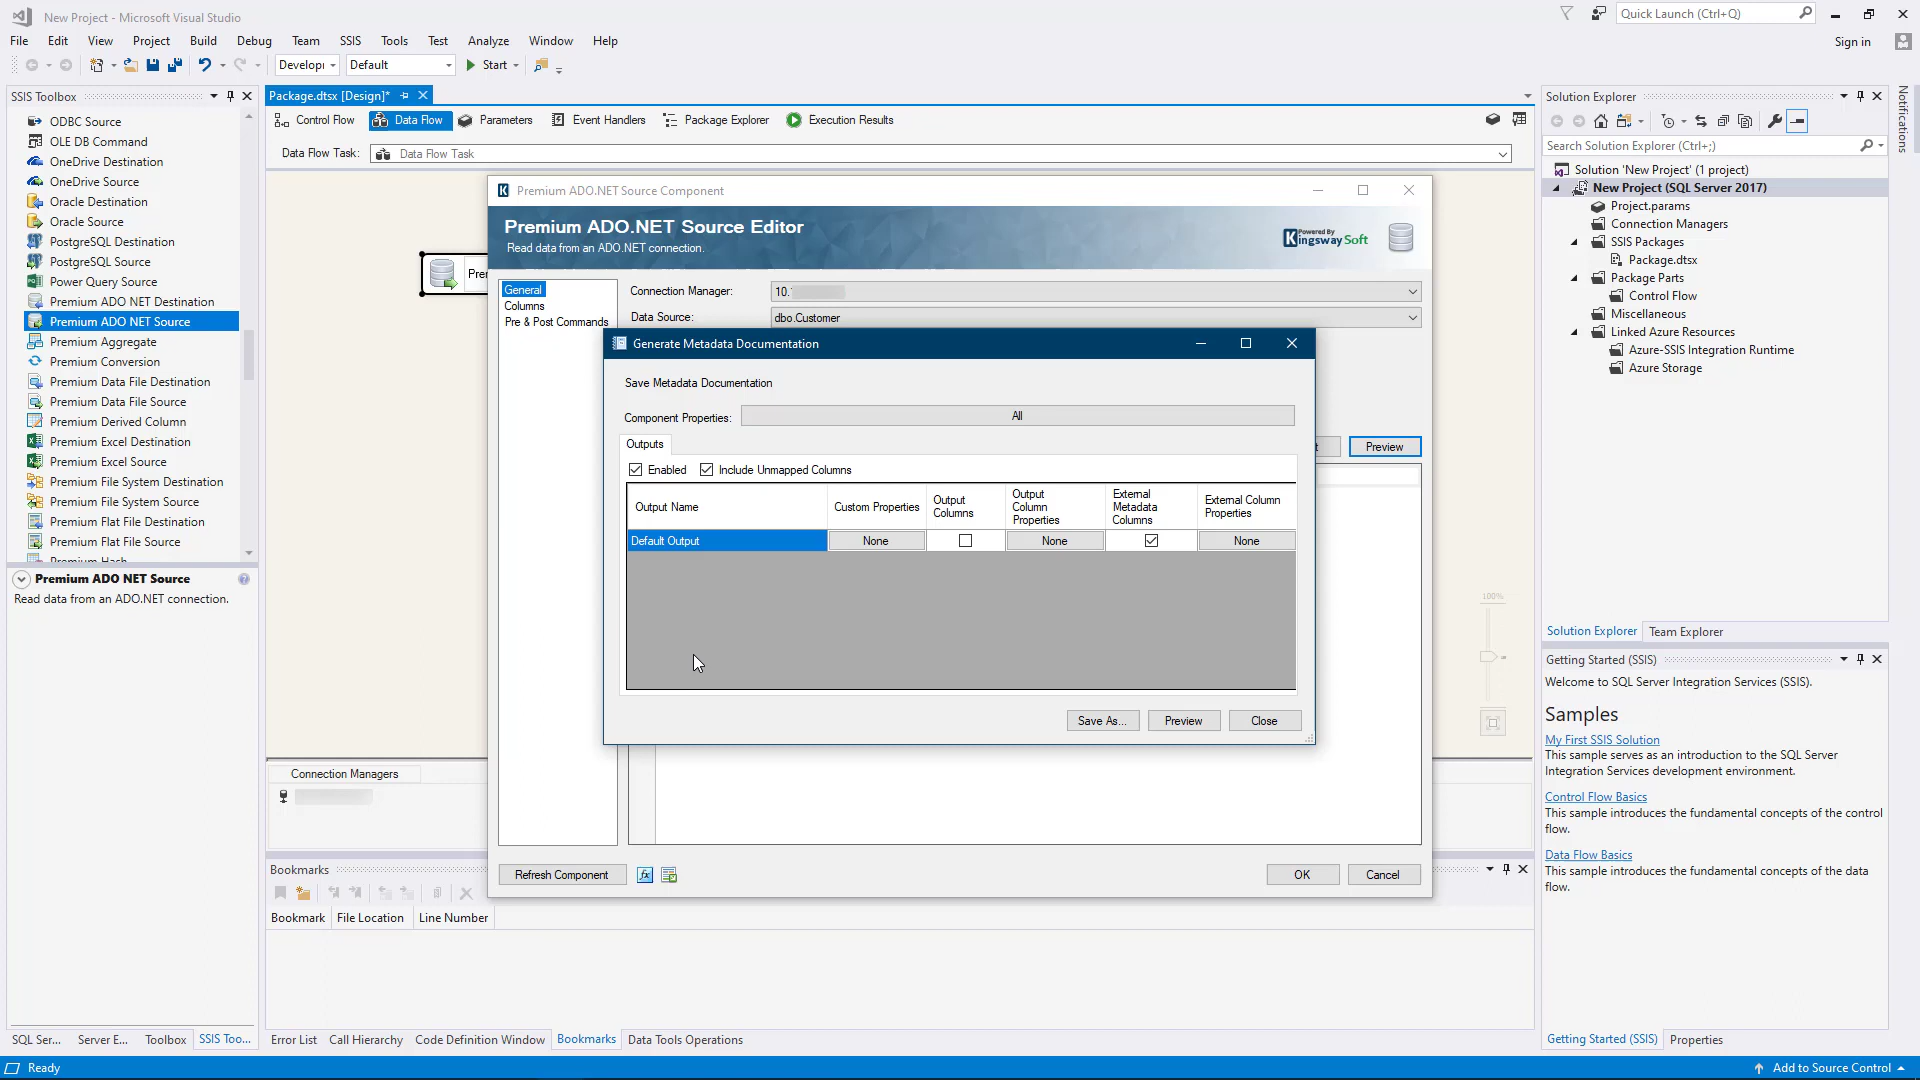 New Project - Microsoft Visual Studio
Quick Launch (Ctrl+Q)
File Edit View Project Build Debug Team SSIS Tools Test Analyze Window Help
Sign in
Default
Start
SSIS Toolbox
ODBC Source
OLE DB Command
OneDrive Destination
OneDrive Source
Oracle Destination
Oracle Source
PostgreSQL Destination
PostgreSQL Source
Power Query Source
Premium ADO NET Destination
Premium ADO NET Source
Premium Aggregate
Premium Conversion
Premium Data File Destination
Premium Data File Source
Premium Derived Column
Premium Excel Destination
Premium Excel Source
Premium File System Destination
Premium File System Source
Premium Flat File Destination
Premium Flat File Source
Premium Hash
Premium ADO NET Source
Read data from an ADO.NET connection.
SQL Ser... Server E... Toolbox SSIS Too...
Package.dtsx [Design]*
Control Flow Data Flow Parameters Event Handlers Package Explorer Execution Results
Data Flow Task: Data Flow Task
Premium ADO.NET Source Component
Premium ADO.NET Source Editor
Read data from an ADO.NET connection.
Powered By
KingswaySoft
General
Columns
Pre & Post Commands
Connection Manager: 10.
Data Source: dbo.Customer
Preview
Generate Metadata Documentation
Save Metadata Documentation
Component Properties: All
Outputs
Enabled Include Unmapped Columns
Output Name
Custom Properties
Output
Columns
Output
Column
Properties
External
Metadata
Columns
External Column
Properties
Default Output None None None
Save As... Preview Close
Refresh Component OK Cancel
100%
Connection Managers
Bookmarks
Bookmark File Location Line Number
Error List Call Hierarchy Code Definition Window Bookmarks Data Tools Operations
Solution Explorer
Search Solution Explorer (Ctrl+;)
Solution 'New Project' (1 project)
New Project (SQL Server 2017)
Project.params
Connection Managers
SSIS Packages
Package.dtsx
Package Parts
Control Flow
Miscellaneous
Linked Azure Resources
Azure-SSIS Integration Runtime
Azure Storage
Solution Explorer Team Explorer
Getting Started (SSIS)
Welcome to SQL Server Integration Services (SSIS).
Samples
My First SSIS Solution
This sample serves as an introduction to the SQL Server
Integration Services development environment.
Control Flow Basics
This sample introduces the fundamental concepts of the control
flow.
Data Flow Basics
This sample introduces the fundamental concepts of the data
flow.
Getting Started (SSIS) Properties
Notifications
Ready
Add to Source Control